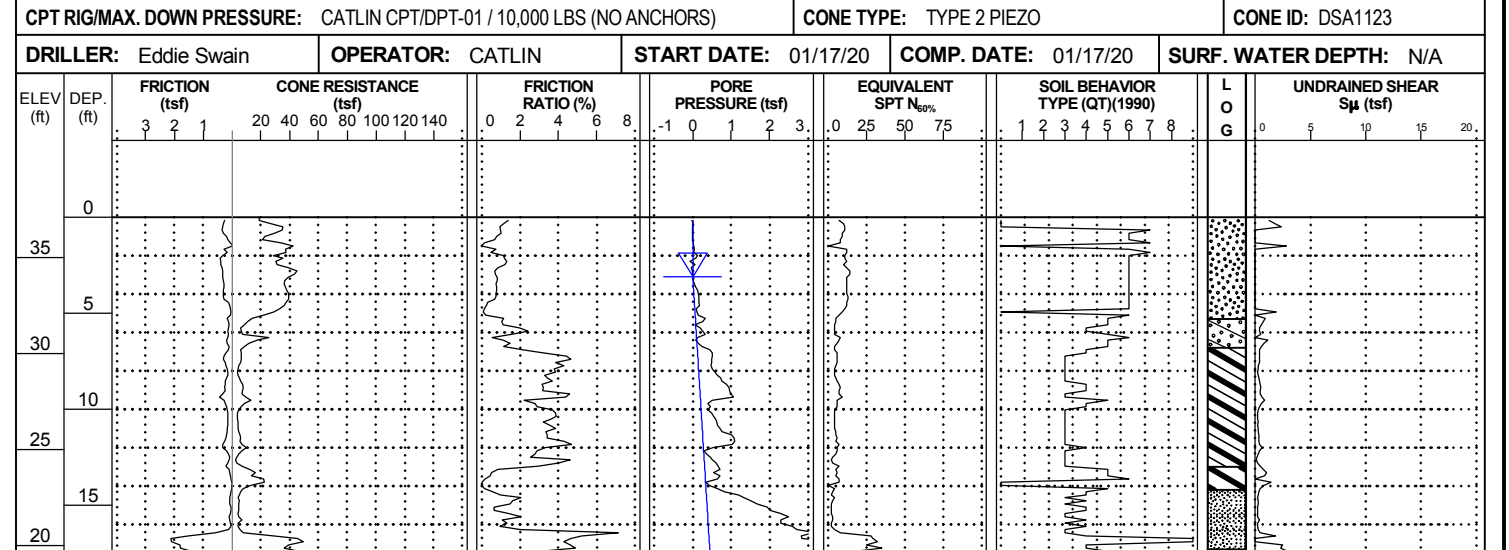 CPT RIG/MAX. DOWN PRESSURE: CATLIN CPT/DPT-01 / 10,000 LBS (NO ANCHORS) CONE TYPE: TYPE 2 PIEZO CONE ID: DSA1123
DRILLER: Eddie Swain OPERATOR: CATLIN START DATE: 01/17/20 COMP. DATE: 01/17/20 SURF. WATER DEPTH: N/A
ELEV (ft)
DEP. (ft)
FRICTION (tsf)
3 2 1
CONE RESISTANCE (tsf)
20 40 60 80 100 120 140
FRICTION RATIO (%)
0 2 4 6 8
PORE PRESSURE (tsf)
-1 0 1 2 3
EQUIVALENT SPT N60%
0 25 50 75
SOIL BEHAVIOR TYPE (QT)(1990)
1 2 3 4 5 6 7 8
LOG
UNDRAINED SHEAR Sμ (tsf)
0 5 10 15 20
0
35
5
30
10
25
15
20